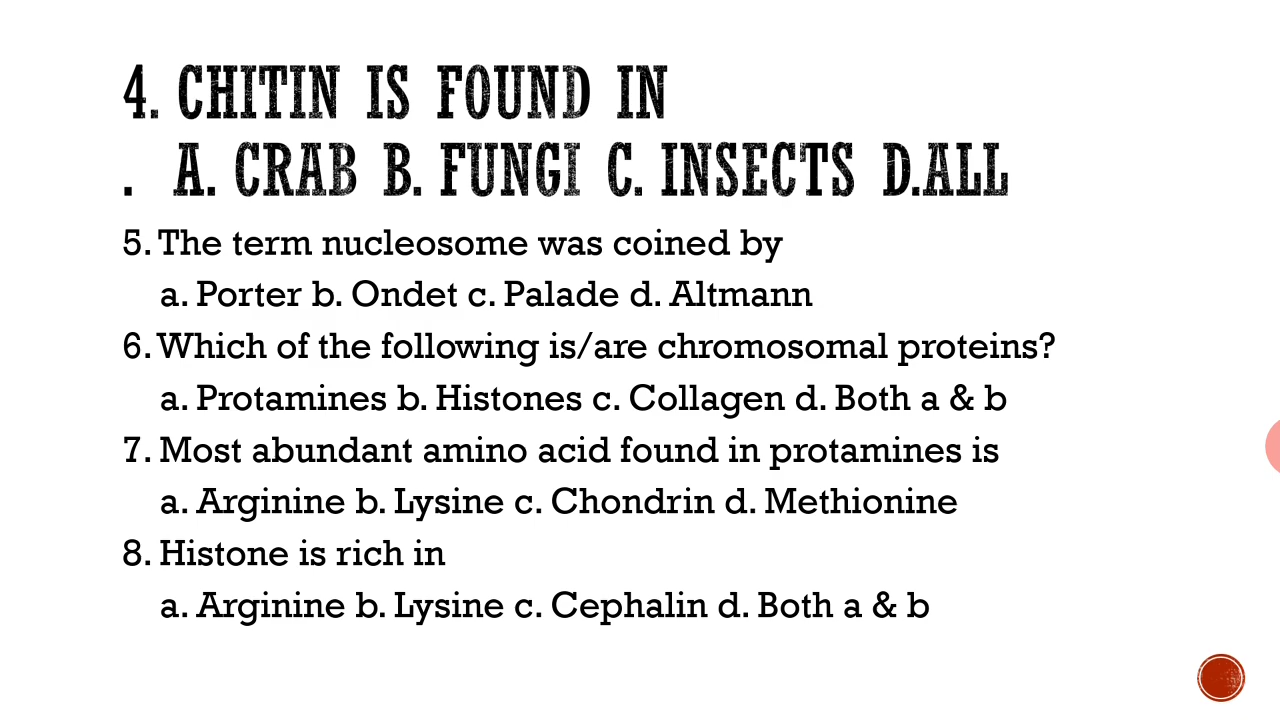 4. CHITIN IS FOUND IN
. A. CRAB B. FUNGI C. INSECTS D.ALL
5. The term nucleosome was coined by
a. Porter b. Ondet c. Palade d. Altmann
6. Which of the following is/are chromosomal proteins?
a. Protamines b. Histones c. Collagen d. Both a & b
7. Most abundant amino acid found in protamines is
a. Arginine b. Lysine c. Chondrin d. Methionine
8. Histone is rich in
a. Arginine b. Lysine c. Cephalin d. Both a & b